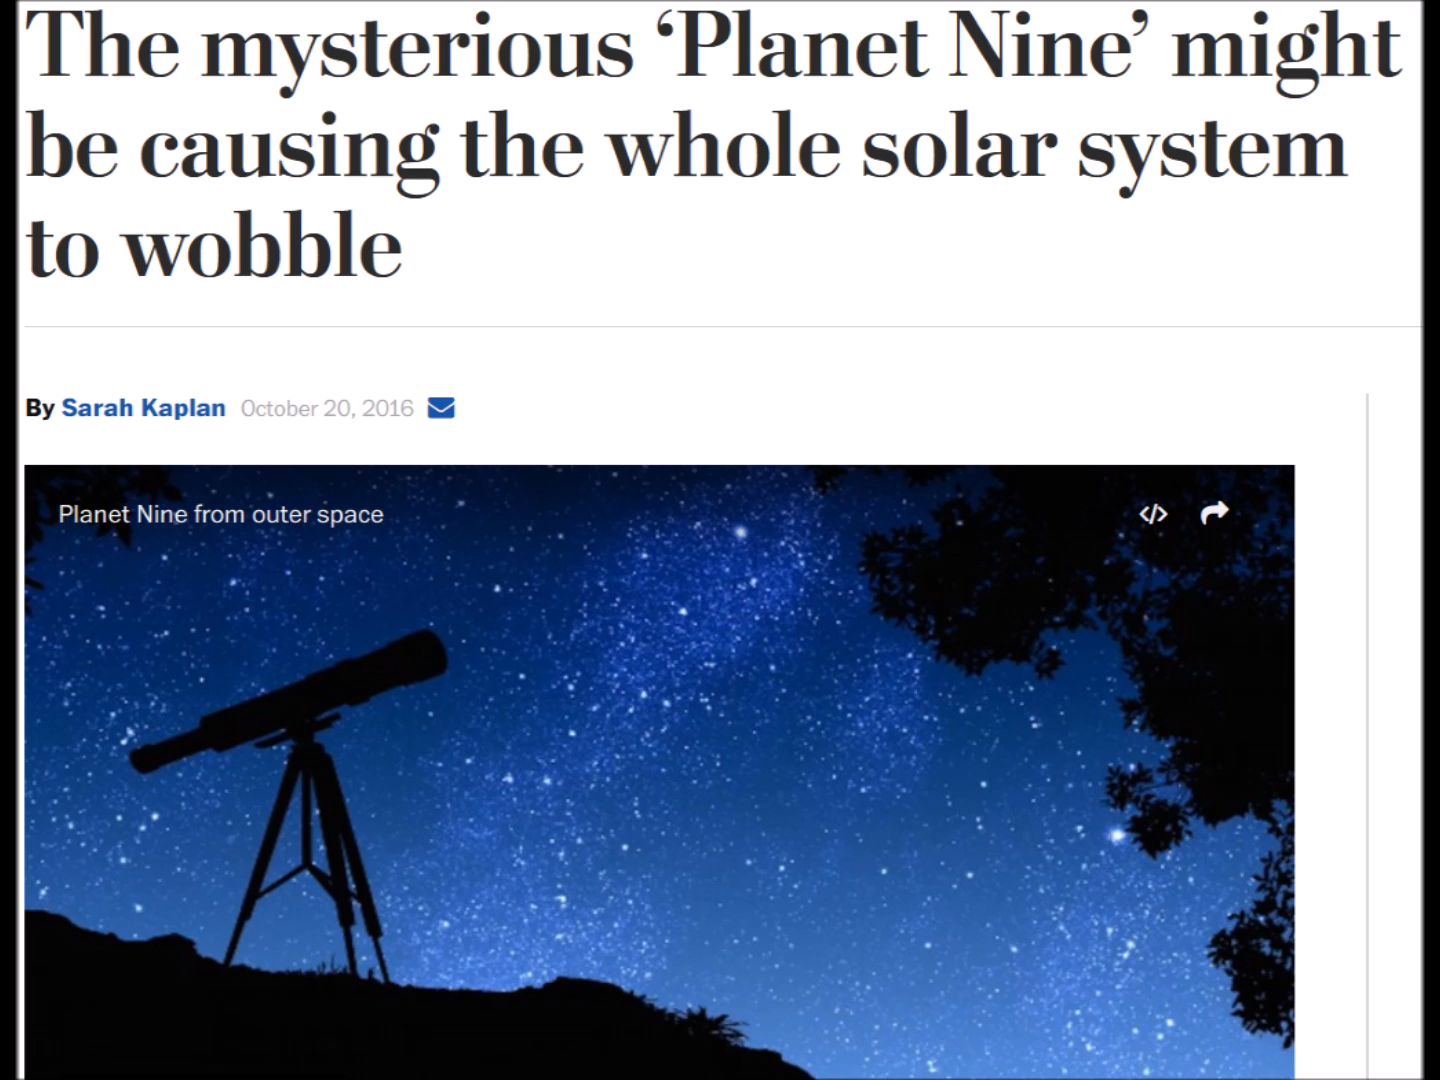 The mysterious ‘Planet Nine’ might
be causing the whole solar system
to wobble
By Sarah Kaplan October 20, 2016
Planet Nine from outer space